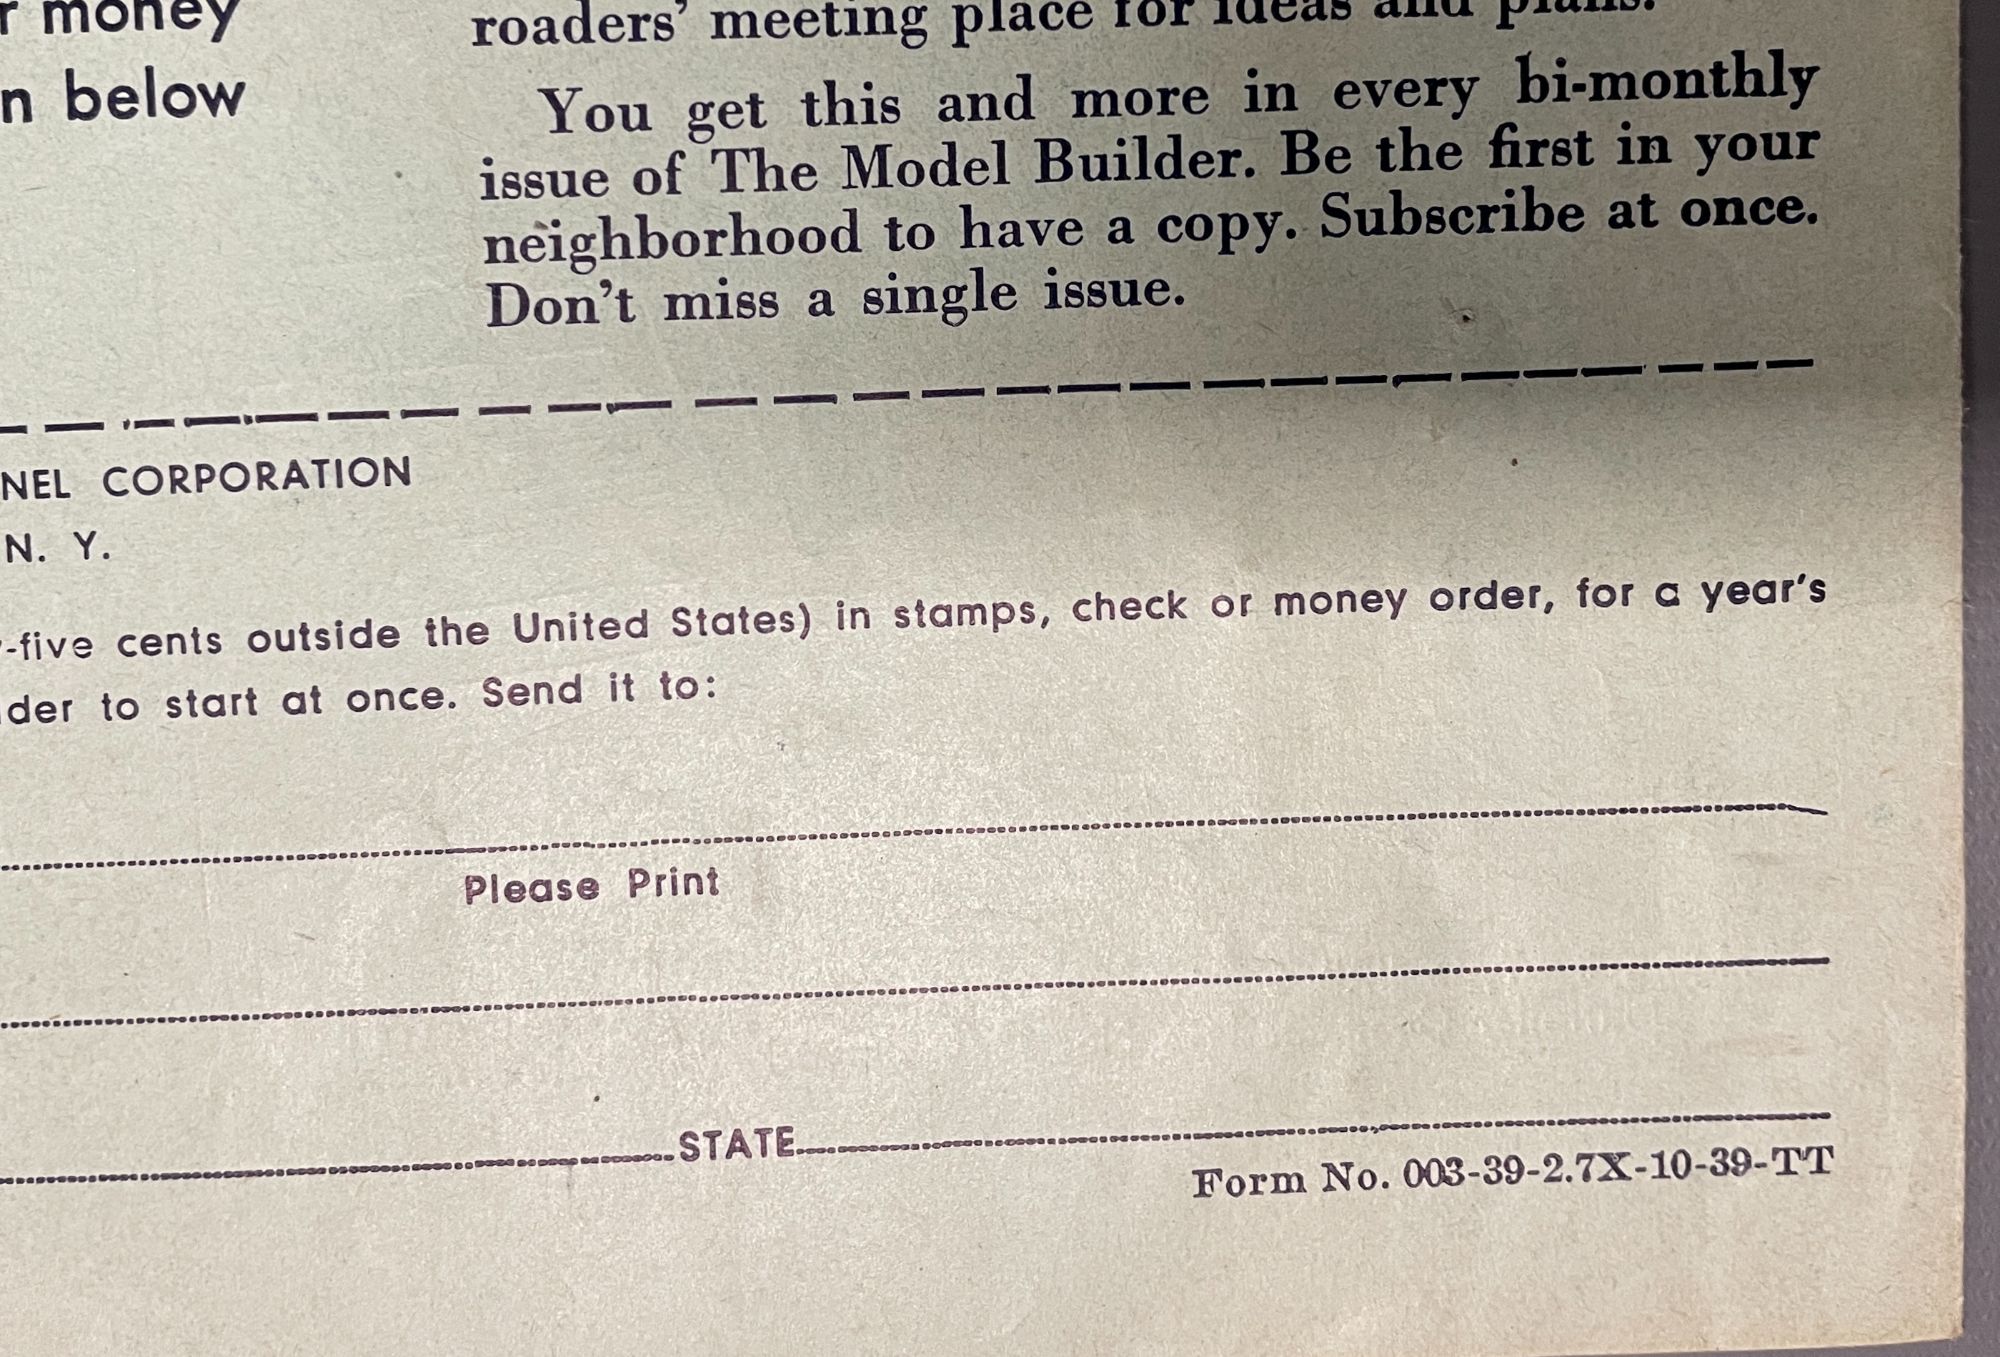 r money
n below
roaders' meeting place for ideas and plans.
You get this and more in every bi-monthly
issue of The Model Builder. Be the first in your
neighborhood to have a copy. Subscribe at once.
Don't miss a single issue.
NEL CORPORATION
N. Y.
-five cents outside the United States) in stamps, check or money order, for a year's
der to start at once. Send it to:
Please Print
STATE
Form No. 003-39-2.7X-10-39-TT